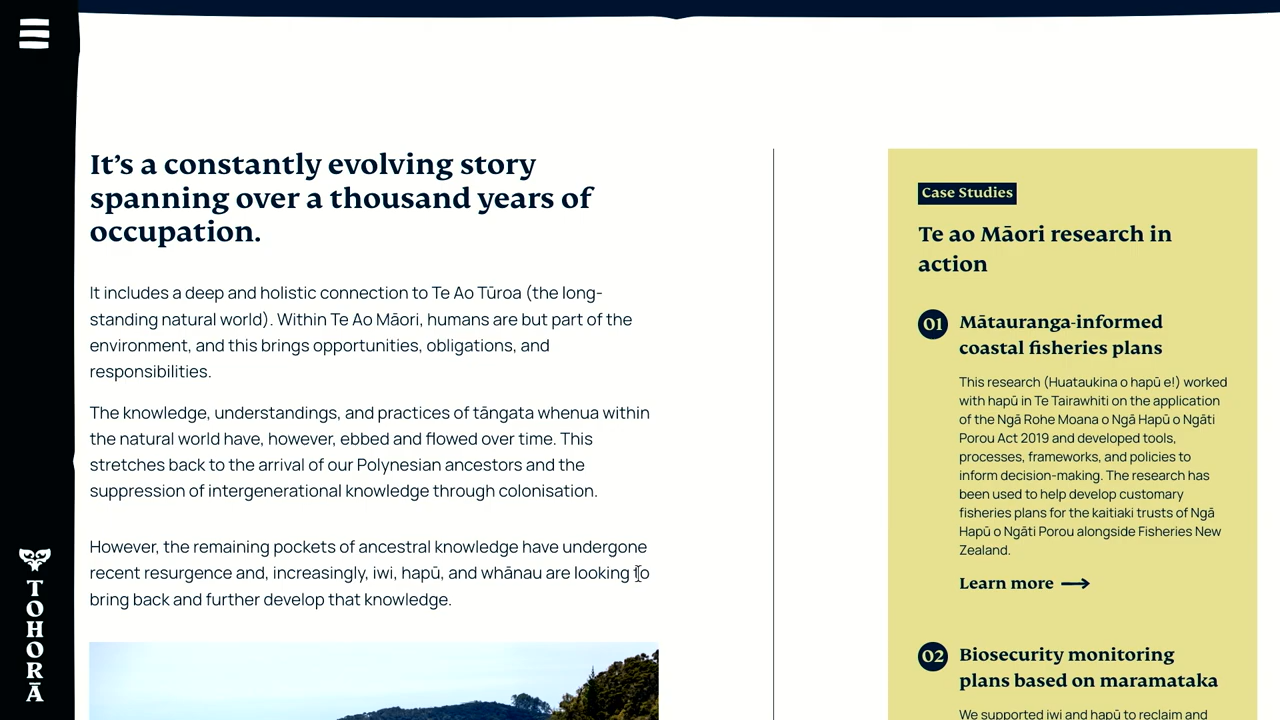 It's a constantly evolving story
spanning over a thousand years of
occupation.
It includes a deep and holistic connection to Te Ao Tūroa (the long-
standing natural world). Within Te Ao Māori, humans are but part of the
environment, and this brings opportunities, obligations, and
responsibilities.
The knowledge, understandings, and practices of tāngata whenua within
the natural world have, however, ebbed and flowed over time. This
stretches back to the arrival of our Polynesian ancestors and the
suppression of intergenerational knowledge through colonisation.
However, the remaining pockets of ancestral knowledge have undergone
recent resurgence and, increasingly, iwi, hapū, and whānau are looking to
bring back and further develop that knowledge.
Case Studies
Te ao Māori research in
action
01
Mātauranga-informed
coastal fisheries plans
This research (Huataukina o hapū e!) worked
with hapū in Te Tairawhiti on the application
of the Ngā Rohe Moana o Ngā Hapū o Ngāti
Porou Act 2019 and developed tools,
processes, frameworks, and policies to
inform decision-making. The research has
been used to help develop customary
fisheries plans for the kaitiaki trusts of Ngā
Hapū o Ngāti Porou alongside Fisheries New
Zealand.
Learn more
02
Biosecurity monitoring
plans based on maramataka
We supported iwi and hapū to reclaim and
TOHORĀ